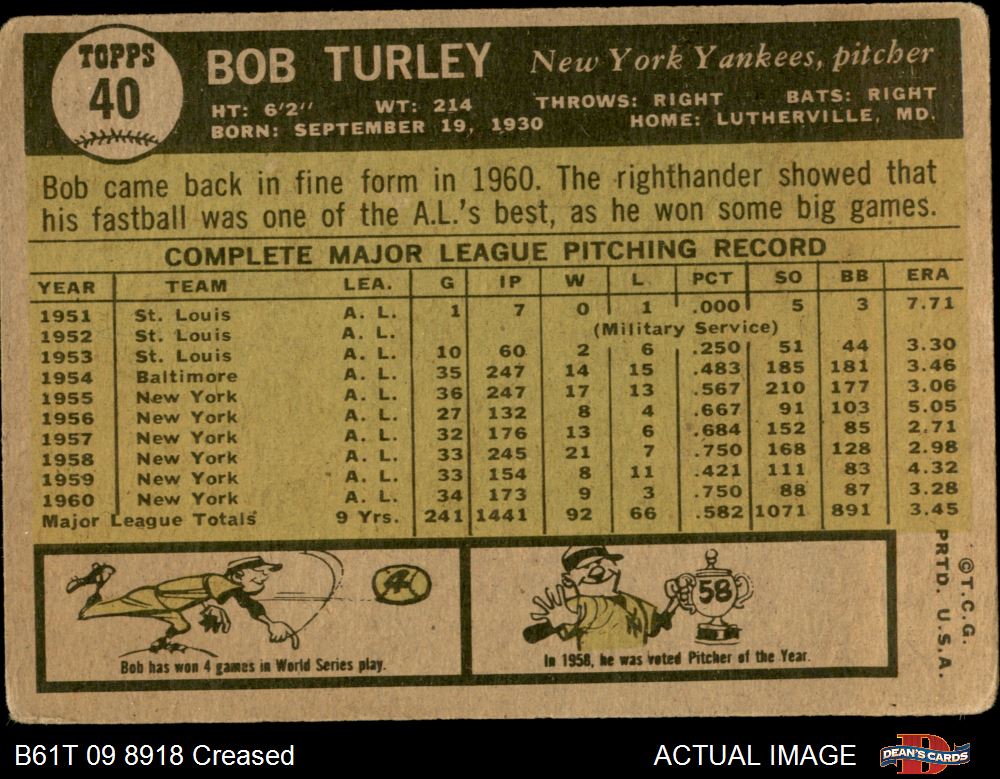 TOPPS
40
BOB TURLEY New York Yankees, pitcher
HT: 6'2" WT: 214 THROWS: RIGHT BATS: RIGHT
BORN: SEPTEMBER 19, 1930 HOME: LUTHERVILLE, MD.
Bob came back in fine form in 1960. The righthander showed that
his fastball was one of the A.L.'s best, as he won some big games.
COMPLETE MAJOR LEAGUE PITCHING RECORD
YEAR TEAM LEA. G IP W L PCT SO BB ERA
1951 St. Louis A. L. 1 7 0 1 .000 5 3 7.71
1952 St. Louis A. L. (Military Service)
1953 St. Louis A. L. 10 60 2 6 .250 51 44 3.30
1954 Baltimore A. L. 35 247 14 15 .483 185 181 3.46
1955 New York A. L. 36 247 17 13 .567 210 177 3.06
1956 New York A. L. 27 132 8 4 .667 91 103 5.05
1957 New York A. L. 32 176 13 6 .684 152 85 2.71
1958 New York A. L. 33 245 21 7 .750 168 128 2.98
1959 New York A. L. 33 154 8 11 .421 111 83 4.32
1960 New York A. L. 34 173 9 3 .750 88 87 3.28
Major League Totals 9 Yrs. 241 1441 92 66 .582 1071 891 3.45
4
Bob has won 4 games in World Series play.
58
In 1958, he was voted Pitcher of the Year.
©T.C.G.
PRTD. U.S.A.
B61T 09 8918 Creased ACTUAL IMAGE
DEAN'S CARDS